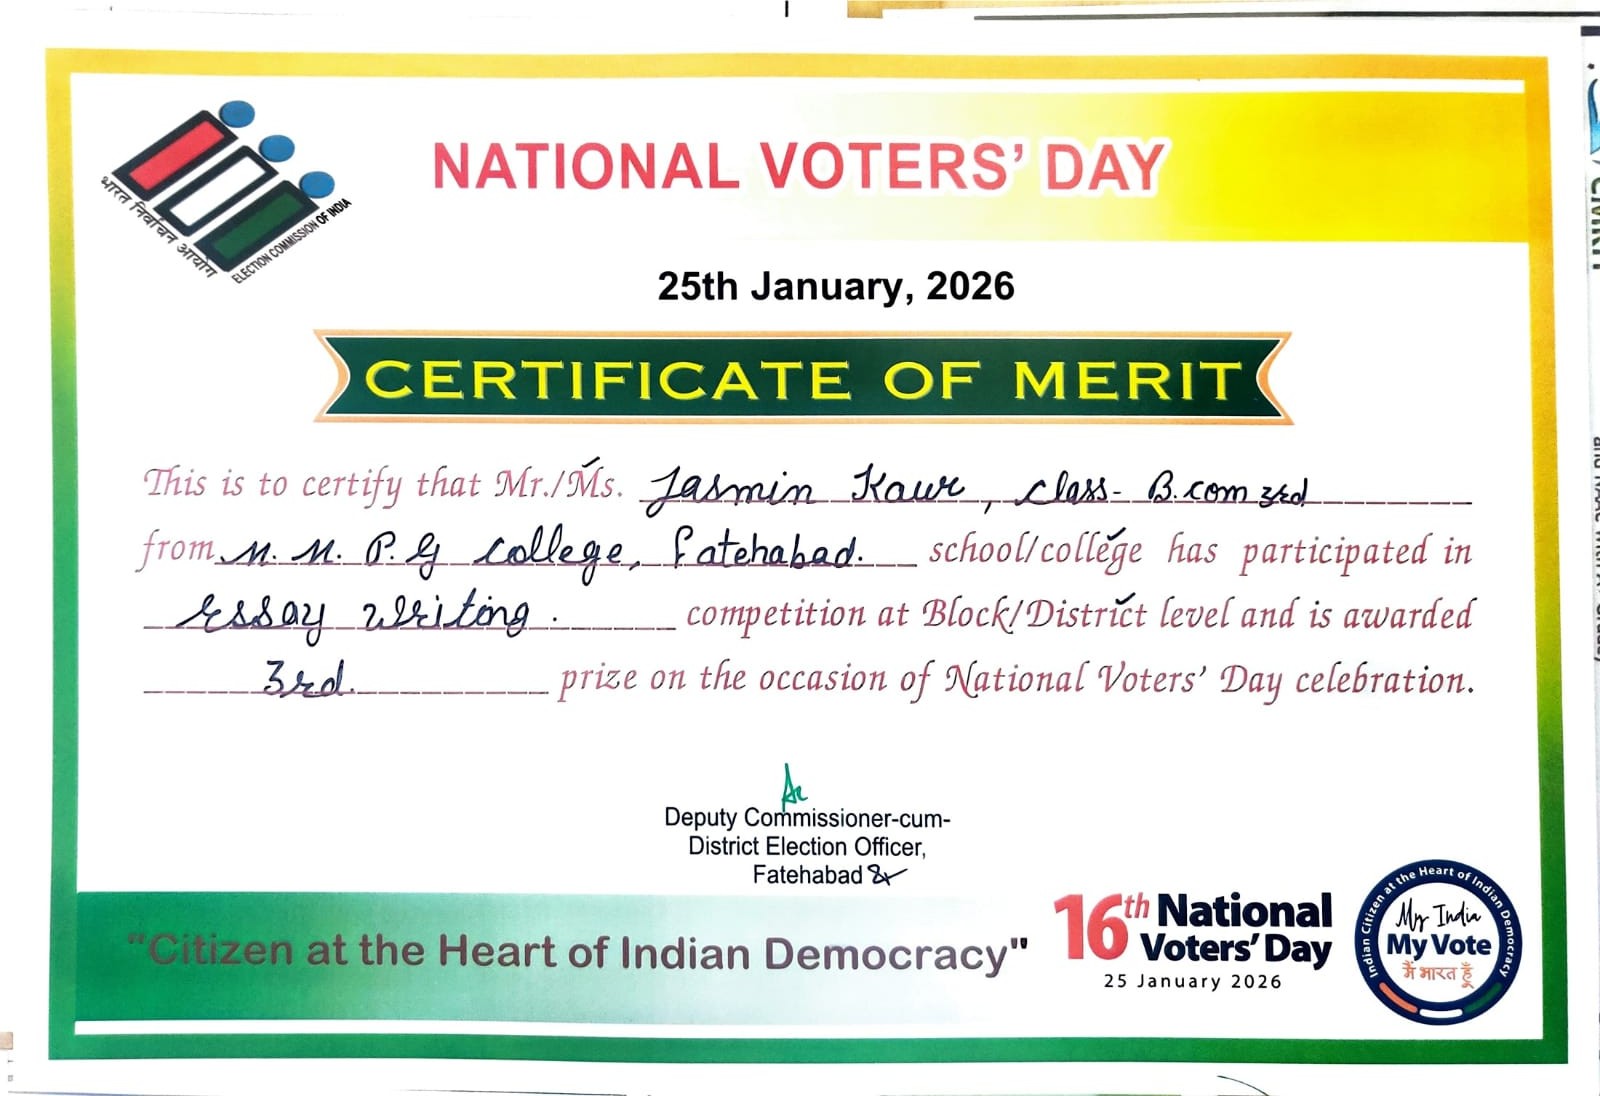 भारत निर्वाचन आयोग
ELECTION COMMISSION OF INDIA
NATIONAL VOTERS’ DAY
25th January, 2026
CERTIFICATE OF MERIT
This is to certify that Mr./Ms. Jasmin Kaur, Class- B.com 3rd
from M. M. P. G College, Fatehabad. school/college has participated in
Essay Writing. competition at Block/District level and is awarded
3rd. prize on the occasion of National Voters’ Day celebration.
Deputy Commissioner-cum-
District Election Officer,
Fatehabad
"Citizen at the Heart of Indian Democracy"
16th National
Voters’ Day
25 January 2026
Indian Citizen at the Heart of Indian Democracy
My India
My Vote
मैं भारत हूँ